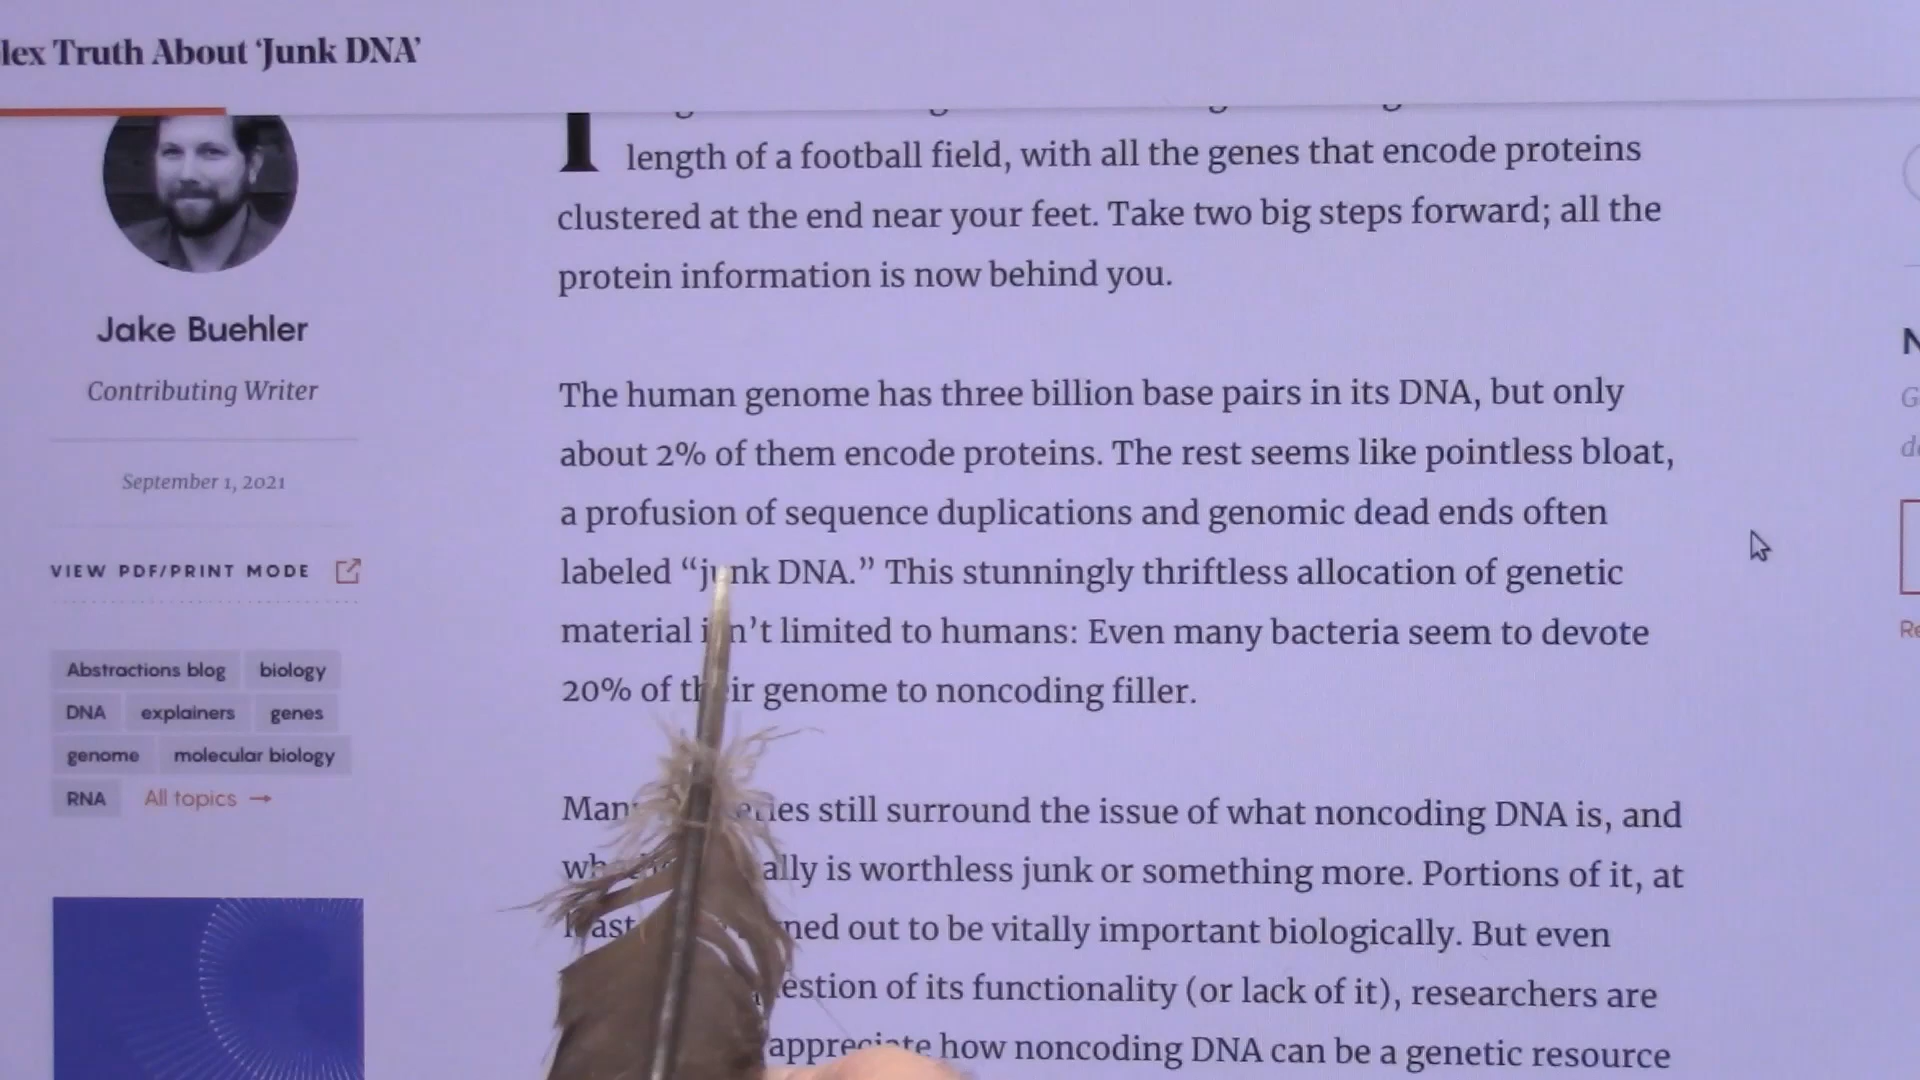 lex Truth About ‘Junk DNA’
length of a football field, with all the genes that encode proteins
clustered at the end near your feet. Take two big steps forward; all the
protein information is now behind you.
Jake Buehler
Contributing Writer
September 1, 2021
VIEW PDF/PRINT MODE
Abstractions blog
biology
DNA
explainers
genes
genome
molecular biology
RNA
All topics →
The human genome has three billion base pairs in its DNA, but only
about 2% of them encode proteins. The rest seems like pointless bloat,
a profusion of sequence duplications and genomic dead ends often
labeled “junk DNA.” This stunningly thriftless allocation of genetic
material isn’t limited to humans: Even many bacteria seem to devote
20% of their genome to noncoding filler.
still surround the issue of what noncoding DNA is, and
is worthless junk or something more. Portions of it, at
out to be vitally important biologically. But even
of its functionality (or lack of it), researchers are
appreciate how noncoding DNA can be a genetic resource